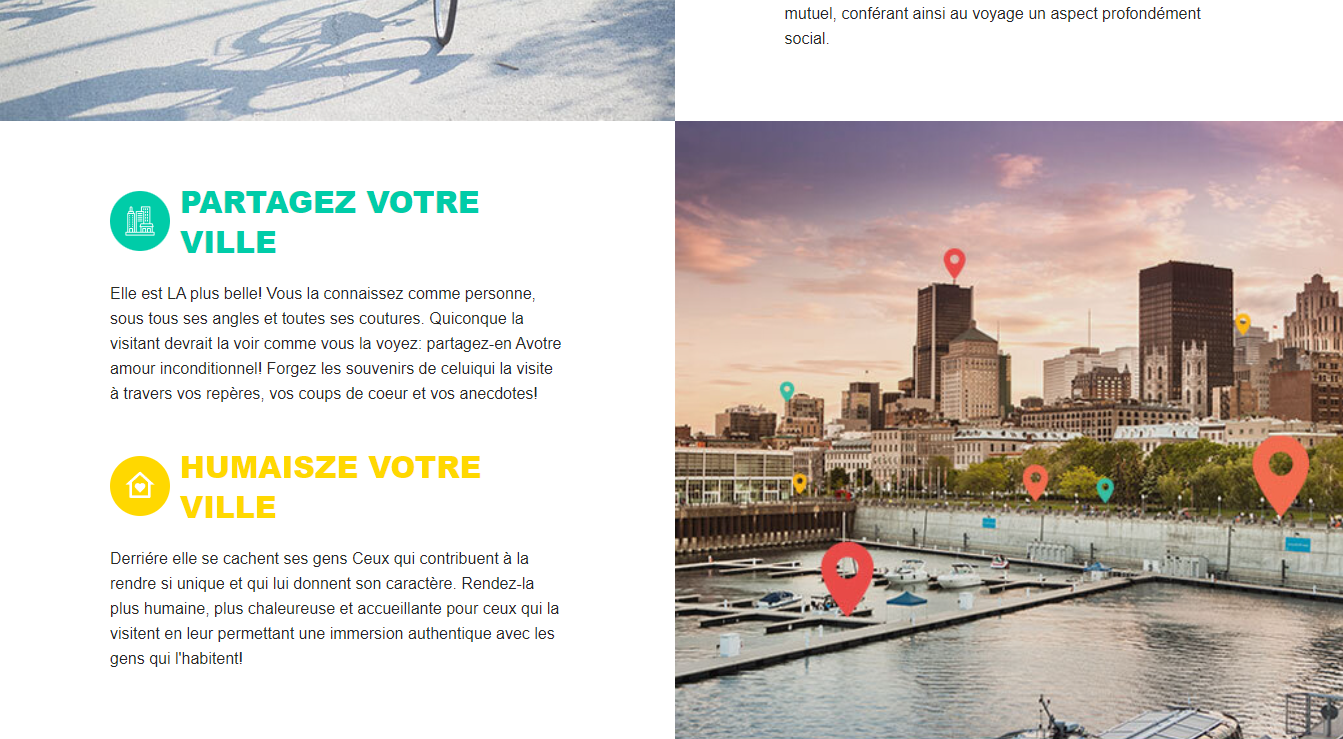 mutuel, conférant ainsi au voyage un aspect profondément
social.
PARTAGEZ VOTRE
VILLE
Elle est LA plus belle! Vous la connaissez comme personne,
sous tous ses angles et toutes ses coutures. Quiconque la
visitant devrait la voir comme vous la voyez: partagez-en Avotre
amour inconditionnel! Forgez les souvenirs de celuiqui la visite
à travers vos repères, vos coups de coeur et vos anecdotes!
HUMAISZE VOTRE
VILLE
Derriére elle se cachent ses gens Ceux qui contribuent à la
rendre si unique et qui lui donnent son caractère. Rendez-la
plus humaine, plus chaleureuse et accueillante pour ceux qui la
visitent en leur permettant une immersion authentique avec les
gens qui l'habitent!